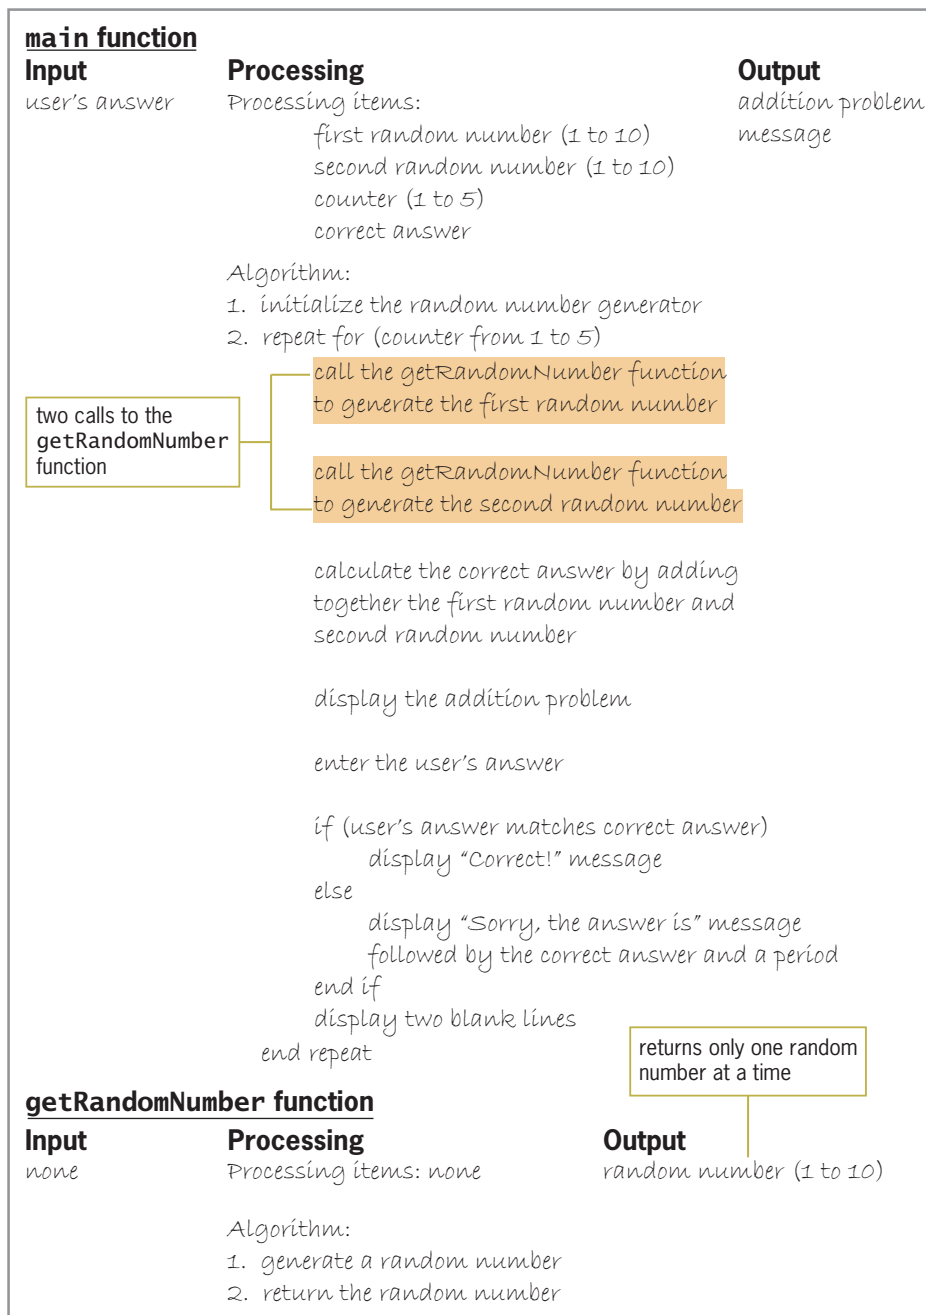 main function
Input Processing Output
user's answer Processing items: addition problem
first random number (1 to 10) message
second random number (1 to 10)
counter (1 to 5)
correct answer
Algorithm:
1. initialize the random number generator
2. repeat for (counter from 1 to 5)
call the getRandomNumber function
to generate the first random number
two calls to the
getRandomNumber
function
call the getRandomNumber function
to generate the second random number
calculate the correct answer by adding
together the first random number and
second random number
display the addition problem
enter the user's answer
if (user's answer matches correct answer)
display "Correct!" message
else
display "Sorry, the answer is" message
followed by the correct answer and a period
end if
display two blank lines
end repeat
returns only one random
number at a time
getRandomNumber function
Input Processing Output
none Processing items: none random number (1 to 10)
Algorithm:
1. generate a random number
2. return the random number